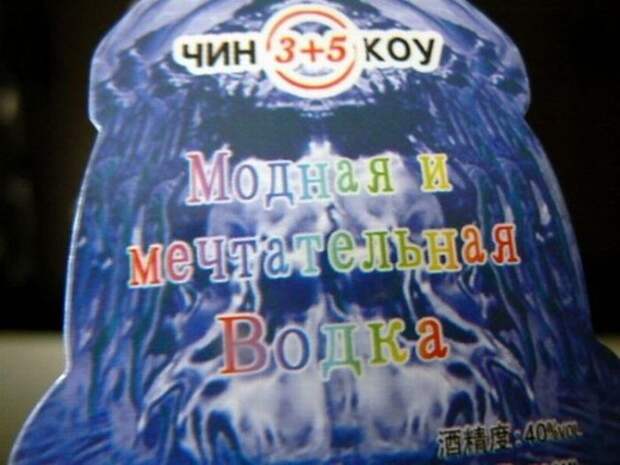 ЧИН 3+5 КОУ
Модная и
мечтательная
Водка
酒精度:40%VOL